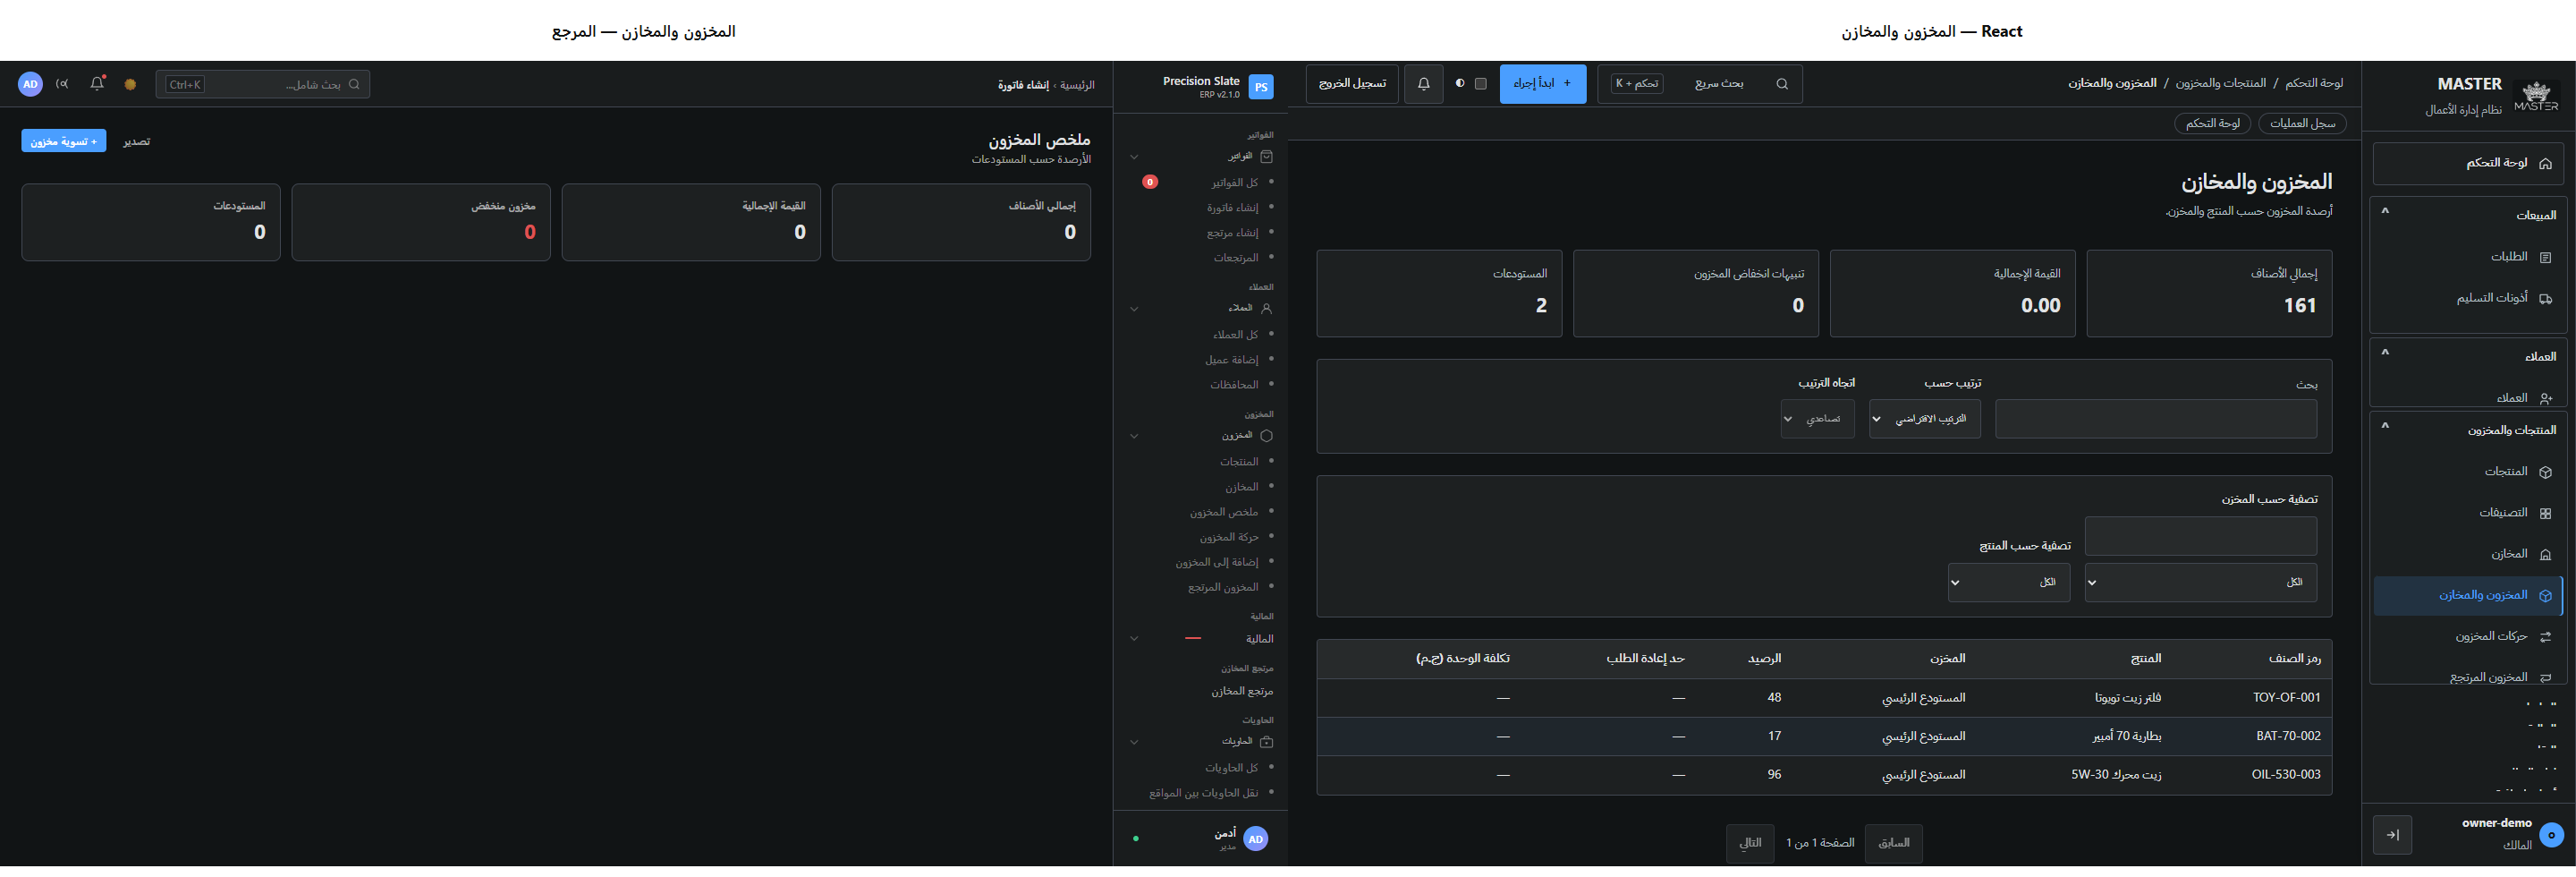 React — المخزون والمخازن
المخزون والمخازن — المرجع
MASTER
نظام إدارة الأعمال
MASTER
لوحة التحكم
المبيعات
الطلبات
أذونات التسليم
العملاء
العملاء
المنتجات والمخزون
المنتجات
التصنيفات
المخازن
المخزون والمخازن
حركات المخزون
المخزون المرتجع
owner-demo
المالك
o
لوحة التحكم / المنتجات والمخزون / المخزون والمخازن
بحث سريع
تحكم + K
+ ابدأ إجراء
تسجيل الخروج
سجل العمليات
لوحة التحكم
المخزون والمخازن
أرصدة المخزون حسب المنتج والمخزن.
إجمالي الأصناف
161
القيمة الإجمالية
0.00
تنبيهات انخفاض المخزون
0
المستودعات
2
بحث
ترتيب حسب
اتجاه الترتيب
الترتيب الافتراضي
تصاعدي
تصفية حسب المخزن
تصفية حسب المنتج
الكل
الكل
رمز الصنف المنتج المخزن الرصيد حد إعادة الطلب تكلفة الوحدة (ج.م)
TOY-OF-001 فلتر زيت تويوتا المستودع الرئيسي 48 — —
BAT-70-002 بطارية 70 أمبير المستودع الرئيسي 17 — —
OIL-530-003 زيت محرك 5W-30 المستودع الرئيسي 96 — —
السابق
الصفحة 1 من 1
التالي
PS
Precision Slate
ERP v2.1.0
الفواتير
الفواتير
كل الفواتير
0
إنشاء فاتورة
إنشاء مرتجع
المرتجعات
العملاء
العملاء
كل العملاء
إضافة عميل
المحافظات
المخزون
المخزون
المنتجات
المخازن
ملخص المخزون
حركة المخزون
إضافة إلى المخزون
المخزون المرتجع
المالية
المالية
مرتجع المخازن
مرتجع المخازن
الحاويات
الحاويات
كل الحاويات
نقل الحاويات بين المواقع
AD
أدمن
مدير
الرئيسية › إنشاء فاتورة
بحث شامل...
Ctrl+K
AD
ملخص المخزون
الأرصدة حسب المستودعات
تصدير
+ تسوية مخزون
إجمالي الأصناف
0
القيمة الإجمالية
0
مخزون منخفض
0
المستودعات
0